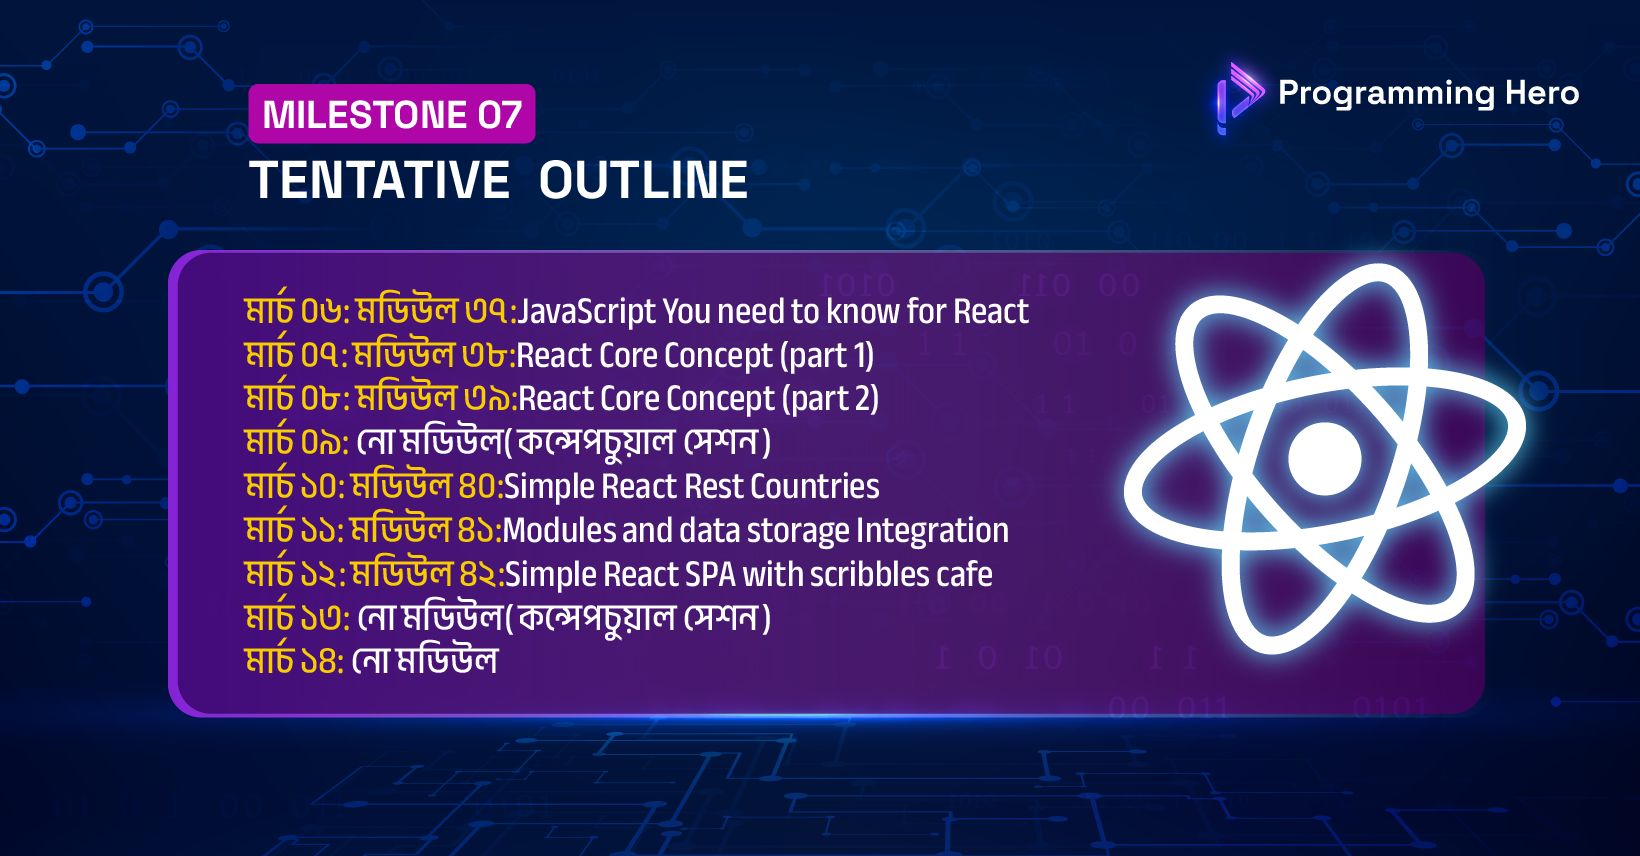 Programming Hero
MILESTONE 07
TENTATIVE OUTLINE
মার্চ ০৬: মডিউল ৩৭:JavaScript You need to know for React
মার্চ ০৭: মডিউল ৩৮:React Core Concept (part 1)
মার্চ ০৮: মডিউল ৩৯:React Core Concept (part 2)
মার্চ ০৯: নো মডিউল( কন্সেপচুয়াল সেশন )
মার্চ ১০: মডিউল ৪০:Simple React Rest Countries
মার্চ ১১: মডিউল ৪১:Modules and data storage Integration
মার্চ ১২: মডিউল ৪২:Simple React SPA with scribbles cafe
মার্চ ১৩: নো মডিউল( কন্সেপচুয়াল সেশন )
মার্চ ১৪: নো মডিউল